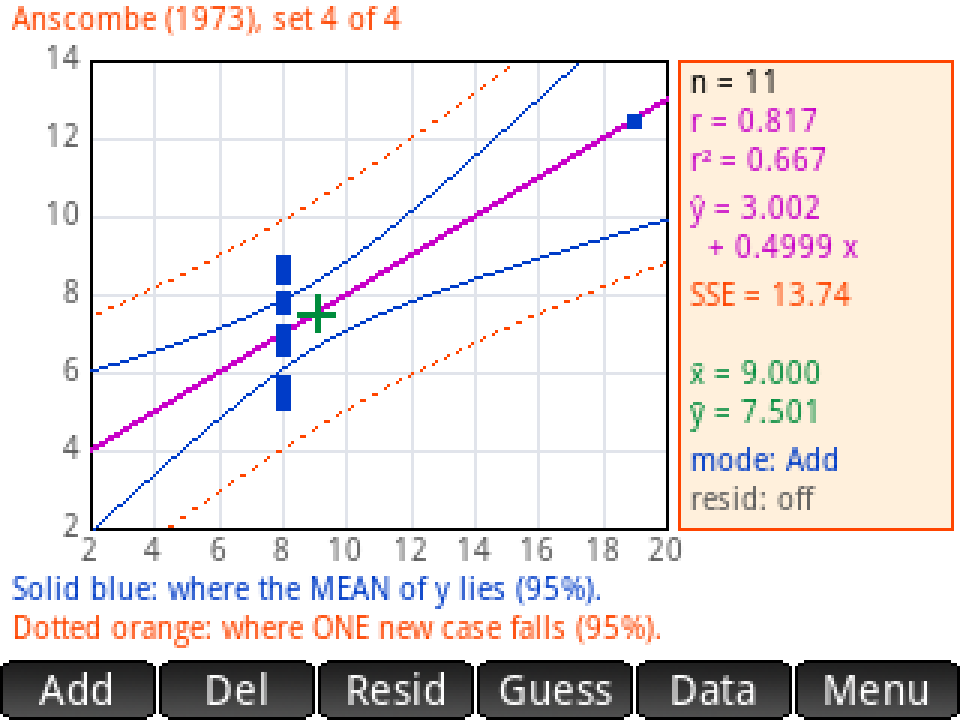 Anscombe (1973), set 4 of 4
14
12
10
8
6
4
2
2 4 6 8 10 12 14 16 18 20
n = 11
r = 0.817
r² = 0.667
ŷ = 3.002
+ 0.4999 x
SSE = 13.74
x̄ = 9.000
ȳ = 7.501
mode: Add
resid: off
Solid blue: where the MEAN of y lies (95%).
Dotted orange: where ONE new case falls (95%).
Add Del Resid Guess Data Menu